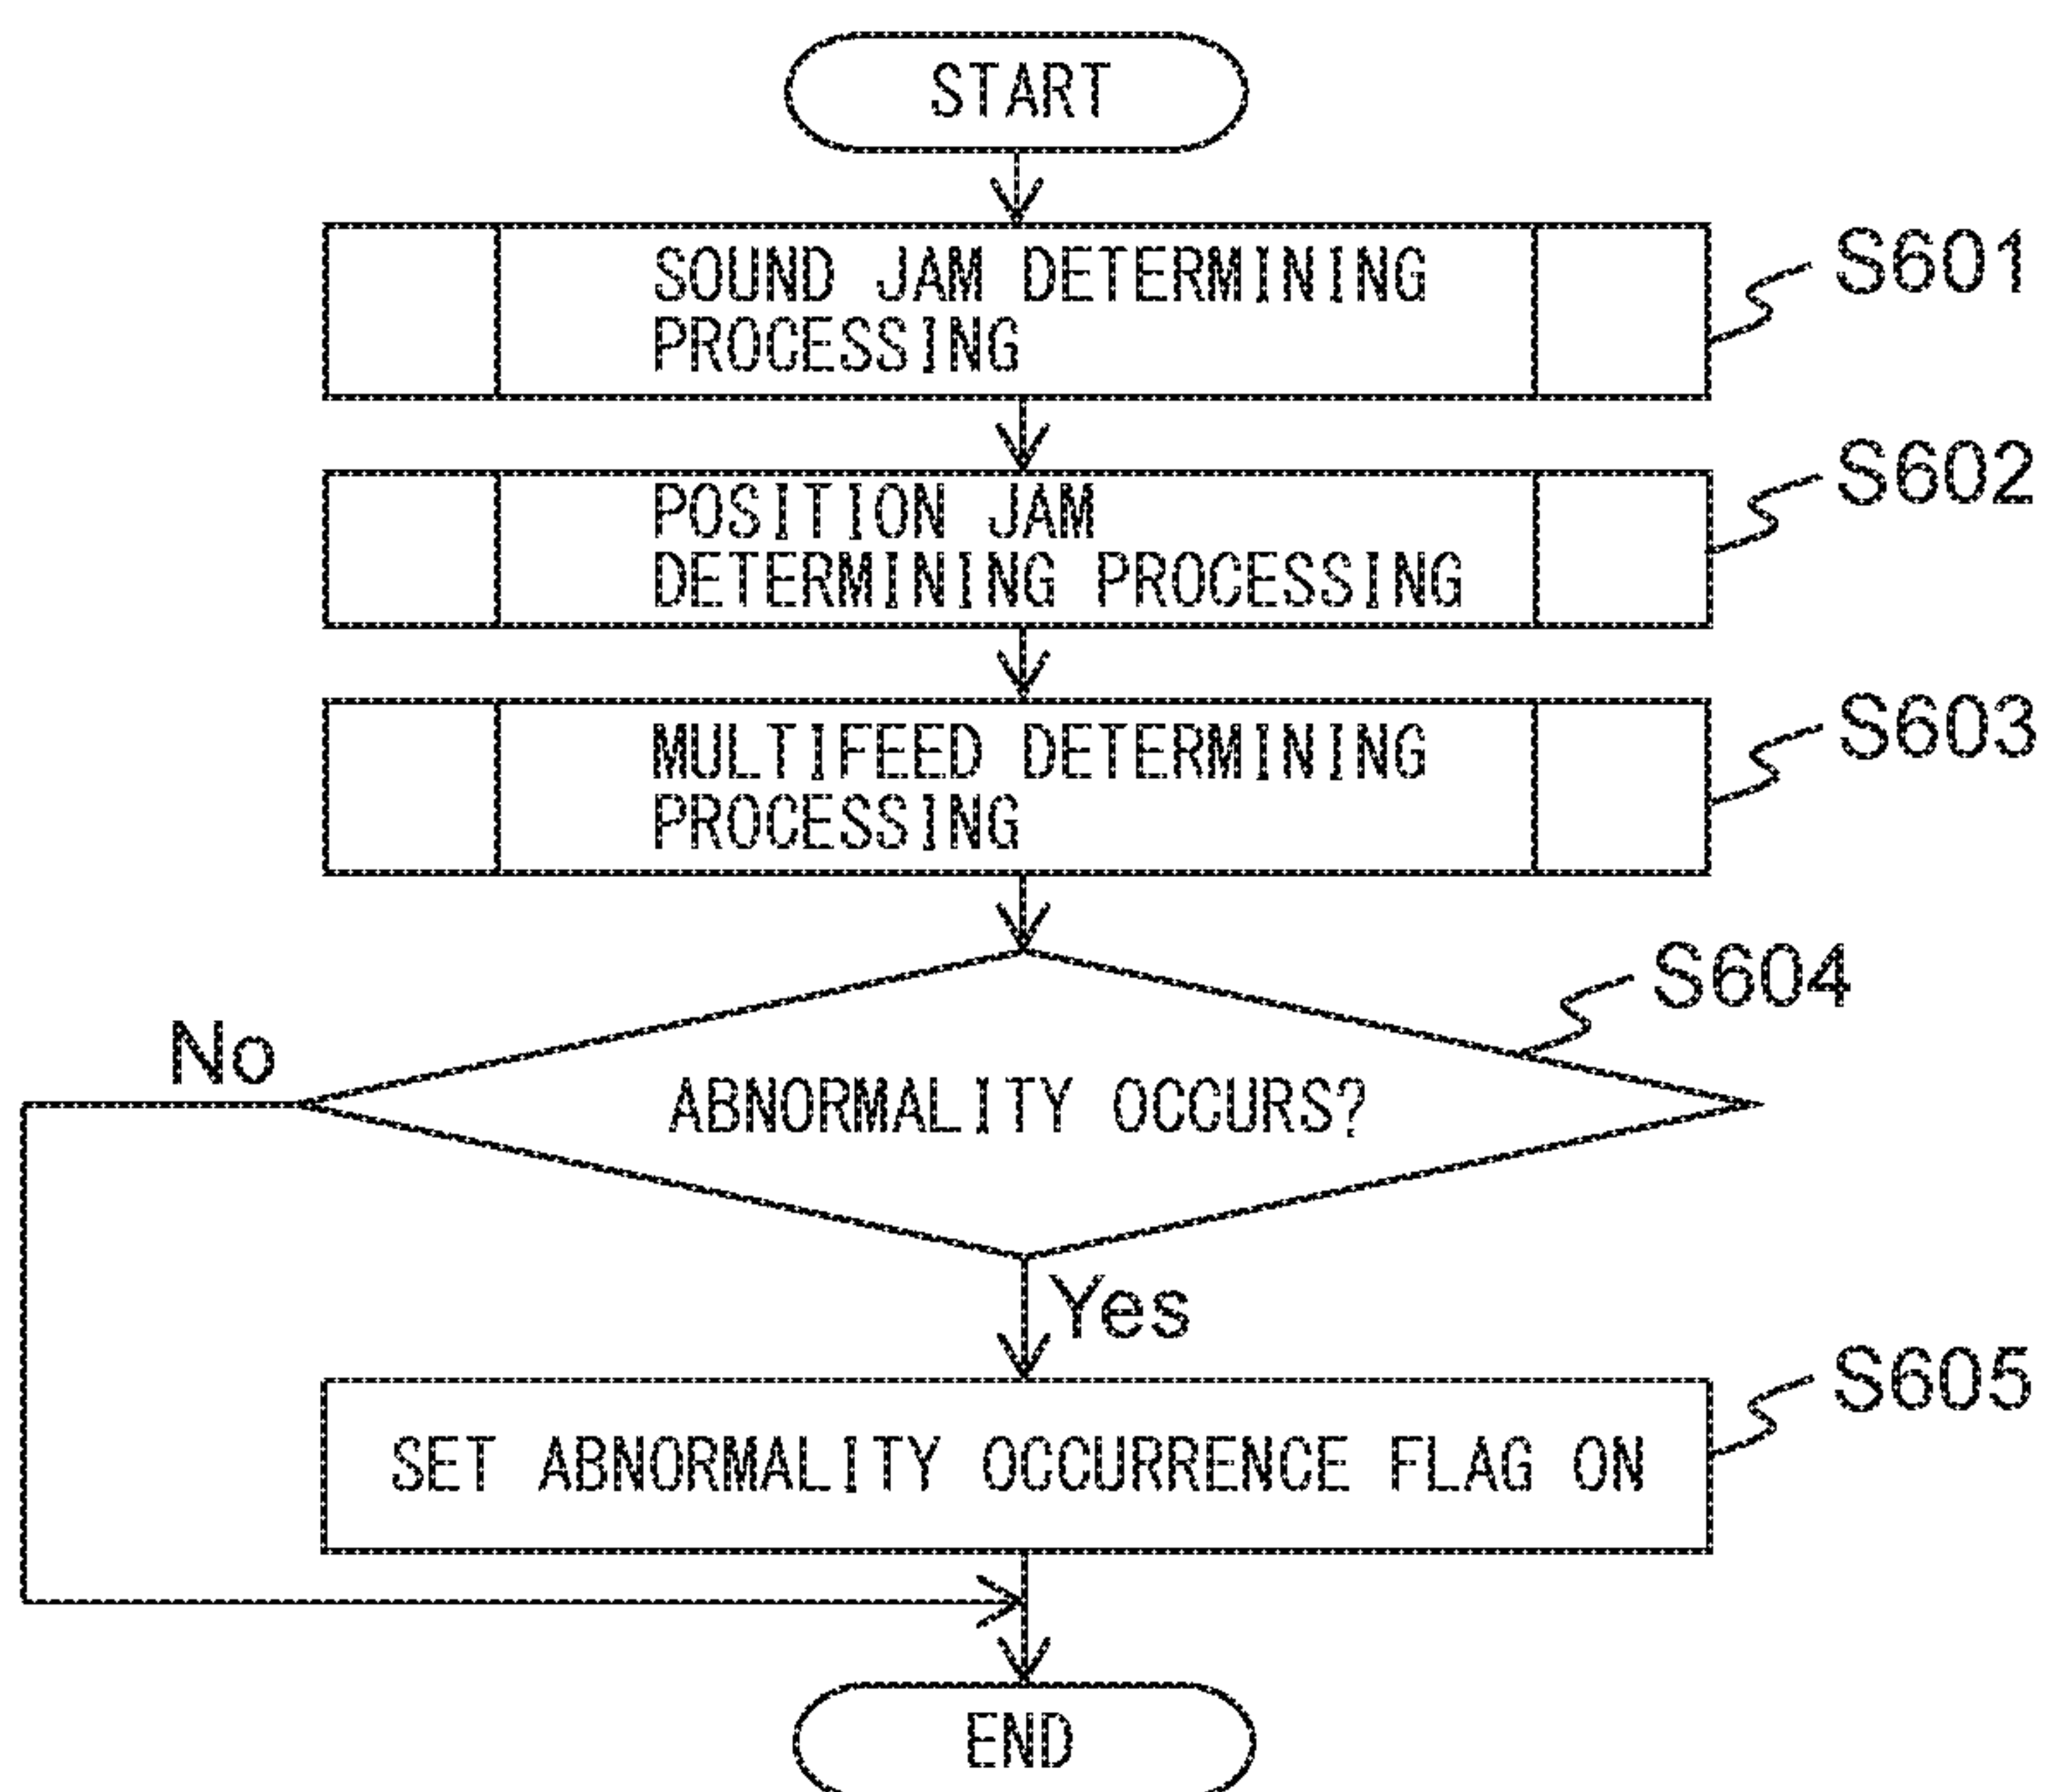 START
SOUND JAM DETERMINING
PROCESSING
S601
POSITION JAM
DETERMINING PROCESSING
S602
MULTIFEED DETERMINING
PROCESSING
S603
S604
No
ABNORMALITY OCCURS?
Yes
SET ABNORMALITY OCCURRENCE FLAG ON
S605
END